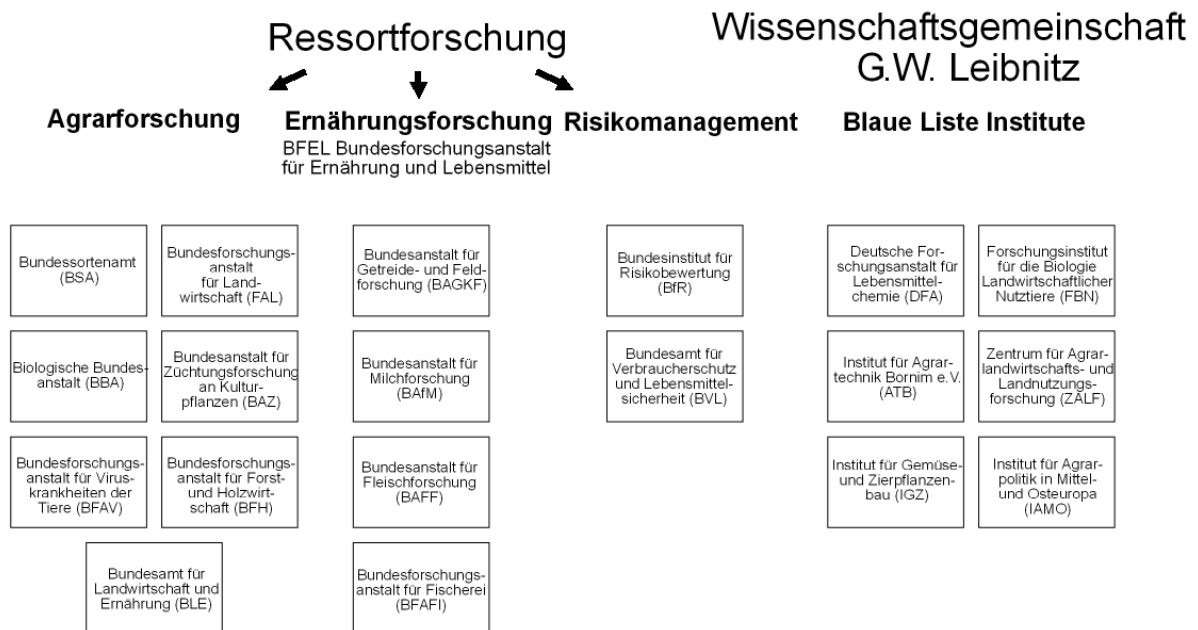 Ressortforschung
Wissenschaftsgemeinschaft
G.W. Leibnitz
Agrarforschung
Ernährungsforschung
BFEL Bundesforschungsanstalt
für Ernährung und Lebensmittel
Risikomanagement
Blaue Liste Institute
Bundessortenamt
(BSA)
Bundesforschungs-
anstalt
für Land-
wirtschaft (FAL)
Biologische Bundes-
anstalt (BBA)
Bundesanstalt für
Züchtungsforschung
an Kultur-
pflanzen (BAZ)
Bundesforschungs-
anstalt für Virus-
krankheiten der
Tiere (BFAV)
Bundesforschungs-
anstalt für Forst-
und Holzwirt-
schaft (BFH)
Bundesamt für
Landwirtschaft und
Ernährung (BLE)
Bundesanstalt für
Getreide- und Feld-
forschung (BAGKF)
Bundesanstalt für
Milchforschung
(BAfM)
Bundesanstalt für
Fleischforschung
(BAFF)
Bundesforschungs-
anstalt für Fischerei
(BFAFI)
Bundesinstitut für
Risikobewertung
(BfR)
Bundesamt für
Verbraucherschutz
und Lebensmittel-
sicherheit (BVL)
Deutsche For-
schungsanstalt für
Lebensmittel-
chemie (DFA)
Forschungsinstitut
für die Biologie
Landwirtschaftlicher
Nutztiere (FBN)
Institut für Agrar-
technik Bornim e.V.
(ATB)
Zentrum für Agrar-
landwirtschafts- und
Landnutzungs-
forschung (ZALF)
Institut für Gemüse-
und Zierpflanzen-
bau (IGZ)
Institut für Agrar-
politik in Mittel-
und Osteuropa
(IAMO)